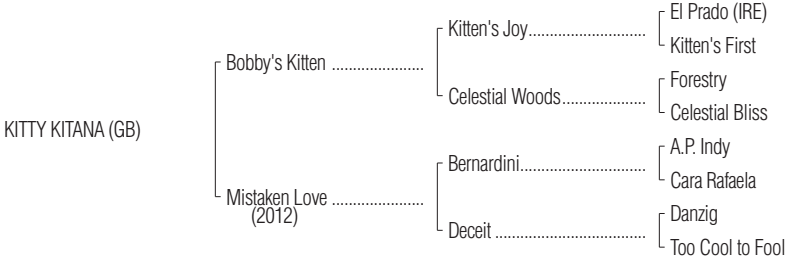 El Prado (IRE)
Kitten's Joy..............................
Kitten's First
Bobby's Kitten ........................
Forestry
Celestial Woods.....................
Celestial Bliss
KITTY KITANA (GB)
A.P. Indy
Bernardini...............................
Cara Rafaela
Mistaken Love ........................
(2012)
Danzig
Deceit .....................................
Too Cool to Fool